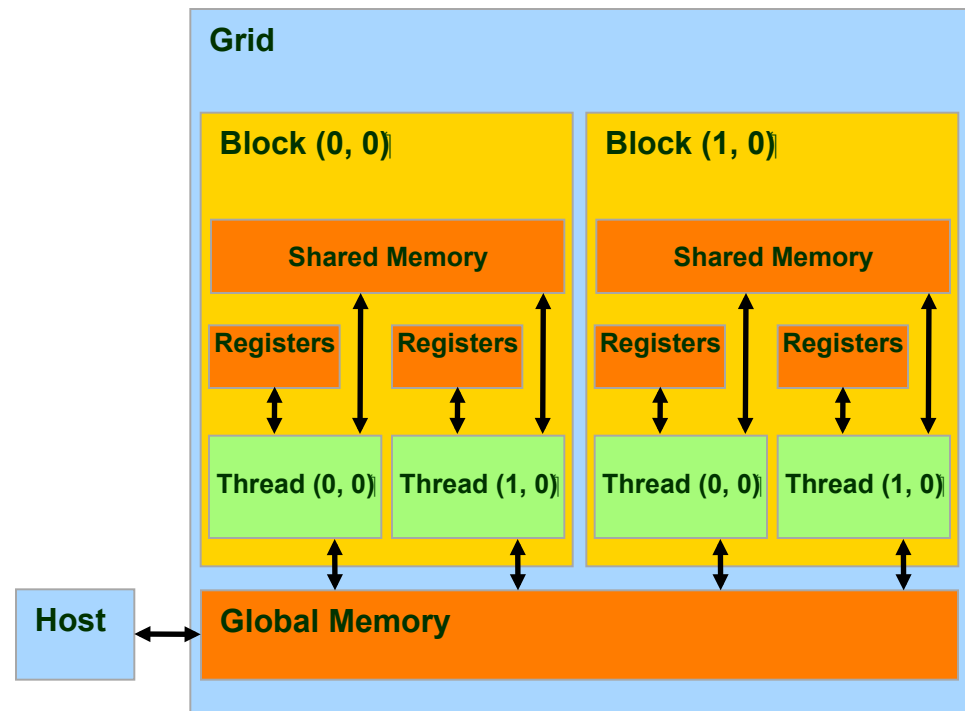 Grid
Block (0, 0)
Block (1, 0)
Shared Memory
Shared Memory
Registers
Registers
Registers
Registers
Thread (0, 0)
Thread (1, 0)
Thread (0, 0)
Thread (1, 0)
Host
Global Memory